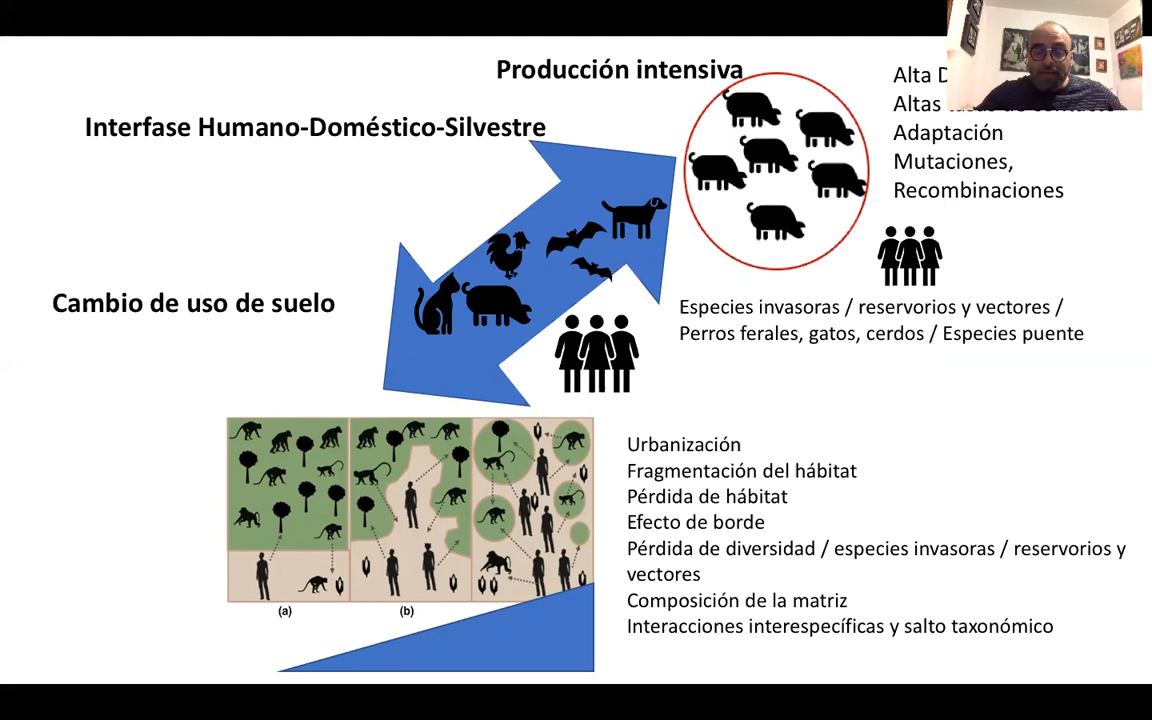 Producción intensiva
Interfase Humano-Doméstico-Silvestre
Cambio de uso de suelo
Alta
Altas
Adaptación
Mutaciones,
Recombinaciones
Especies invasoras / reservorios y vectores /
Perros ferales, gatos, cerdos / Especies puente
Urbanización
Fragmentación del hábitat
Pérdida de hábitat
Efecto de borde
Pérdida de diversidad / especies invasoras / reservorios y
vectores
Composición de la matriz
Interacciones interespecíficas y salto taxonómico
(a)
(b)